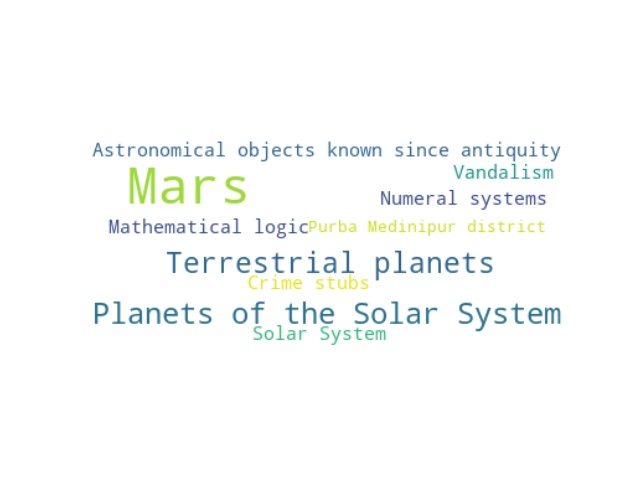 Astronomical objects known since antiquity
Vandalism
Mars
Numeral systems
Mathematical logic
Purba Medinipur district
Terrestrial planets
Crime stubs
Planets of the Solar System
Solar System